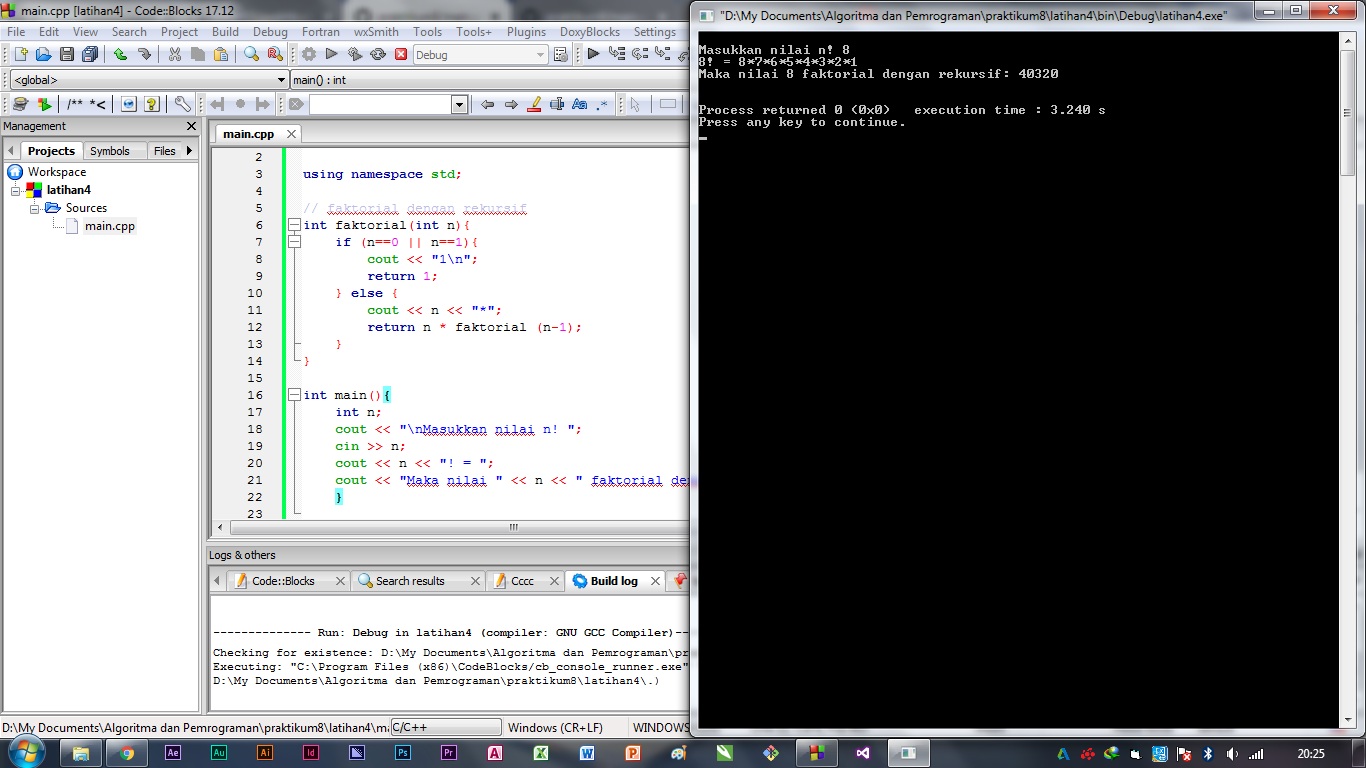 main.cpp [latihan4] - Code::Blocks 17.12
File Edit View Search Project Build Debug Fortran wxSmith Tools Tools+ Plugins DoxyBlocks Settings
Debug
<global> main() : int
/** *<
Aa .*
Management
Projects Symbols Files
Workspace
latihan4
Sources
main.cpp
main.cpp
2
3 using namespace std;
4
5 // faktorial dengan rekursif
6 int faktorial(int n){
7 if (n==0 || n==1){
8 cout << "1\n";
9 return 1;
10 } else {
11 cout << n << "*";
12 return n * faktorial (n-1);
13 }
14 }
15
16 int main(){
17 int n;
18 cout << "\nMasukkan nilai n! ";
19 cin >> n;
20 cout << n << "! = ";
21 cout << "Maka nilai " << n << " faktorial den
22 }
23
Logs & others
Code::Blocks Search results Cccc Build log
-------------- Run: Debug in latihan4 (compiler: GNU GCC Compiler)--
Checking for existence: D:\My Documents\Algoritma dan Pemrograman\pr
Executing: "C:\Program Files (x86)\CodeBlocks/cb_console_runner.exe"
D:\My Documents\Algoritma dan Pemrograman\praktikum8\latihan4\.)
D:\My Documents\Algoritma dan Pemrograman\praktikum8\latihan4\ma C/C++ Windows (CR+LF) WINDOWS
"D:\My Documents\Algoritma dan Pemrograman\praktikum8\latihan4\bin\Debug\latihan4.exe"
Masukkan nilai n! 8
8! = 8*7*6*5*4*3*2*1
Maka nilai 8 faktorial dengan rekursif: 40320
Process returned 0 (0x0) execution time : 3.240 s
Press any key to continue.
Ae Au Ai Id Ps Pr A X W P
20:25